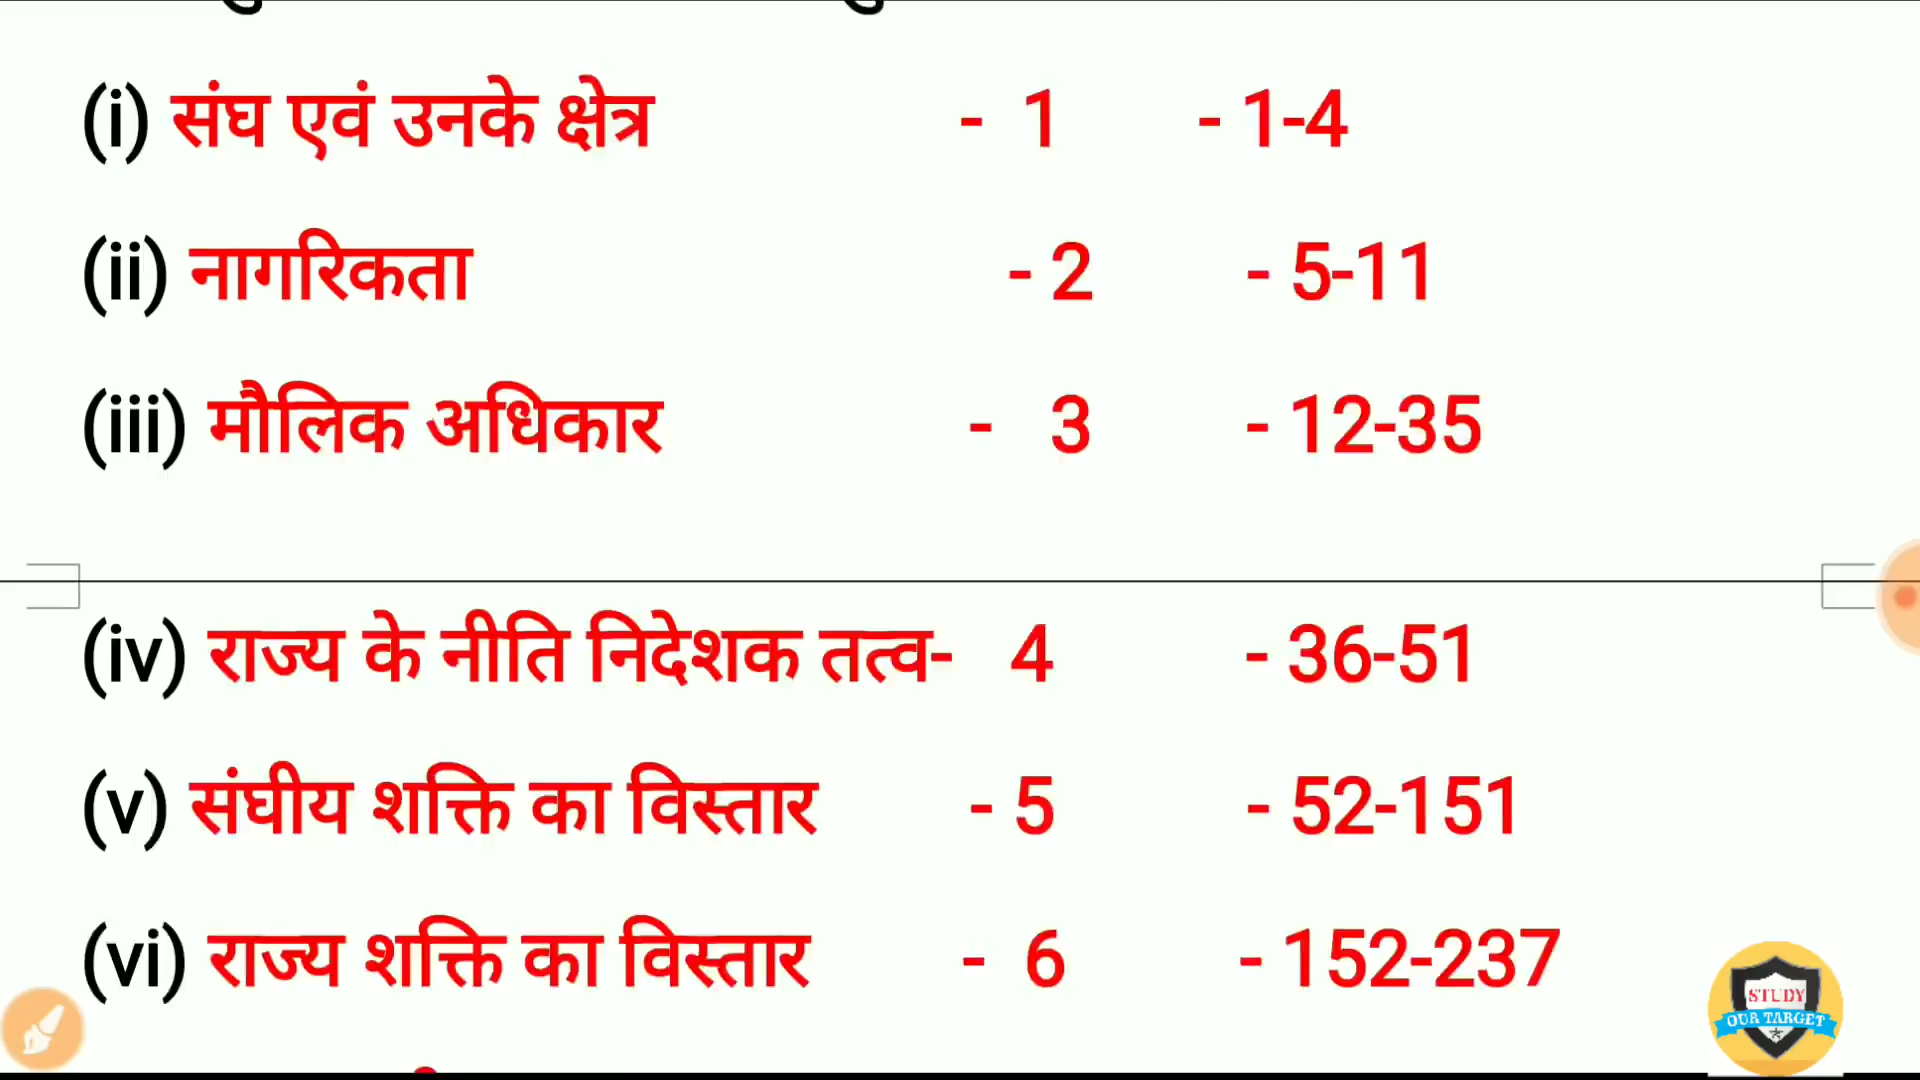 (i) संघ एवं उनके क्षेत्र - 1 - 1-4
(ii) नागरिकता - 2 - 5-11
(iii) मौलिक अधिकार - 3 - 12-35
(iv) राज्य के नीति निदेशक तत्व- 4 - 36-51
(v) संघीय शक्ति का विस्तार - 5 - 52-151
(vi) राज्य शक्ति का विस्तार - 6 - 152-237
STUDY
OUR TARGET